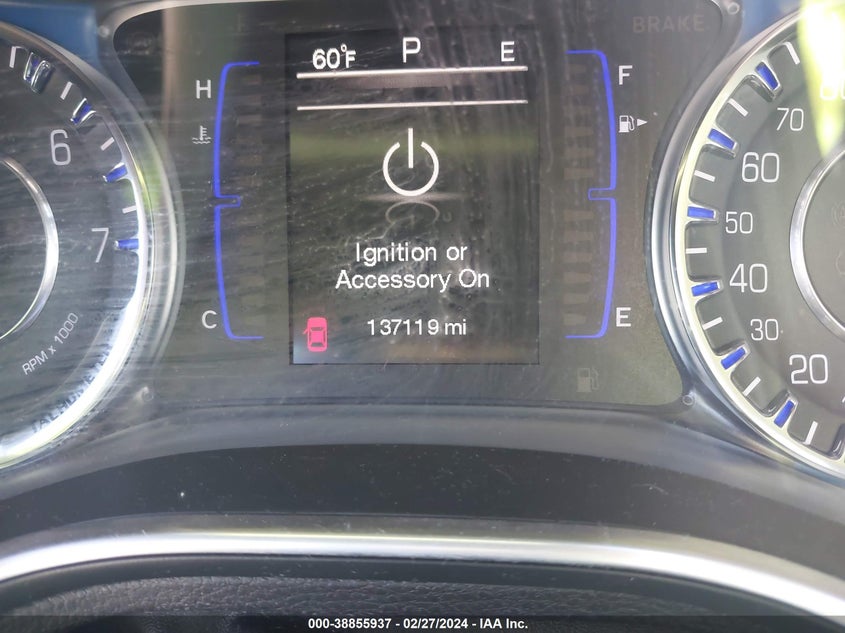 BRAKE
60°F P E
H
F
C
E
Ignition or
Accessory On
137119 mi
6
7
RPM x 1000
70
60
50
40
30
20
000-38855937 - 02/27/2024 - IAA Inc.